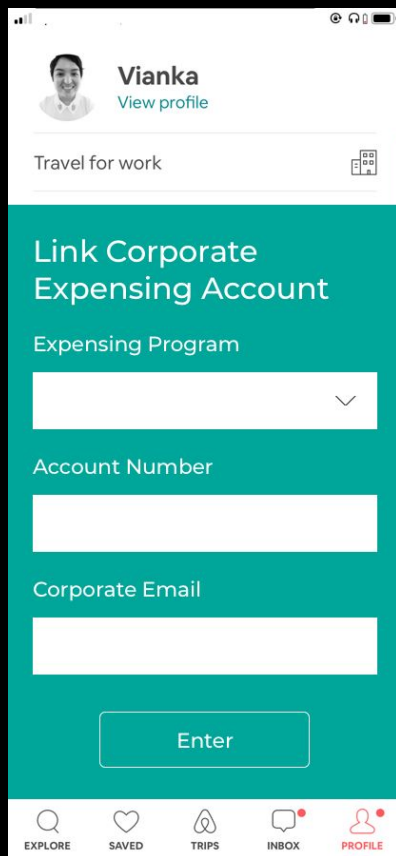 Vianka
View profile
Travel for work
Link Corporate
Expensing Account
Expensing Program
Account Number
Corporate Email
Enter
EXPLORE SAVED TRIPS INBOX PROFILE